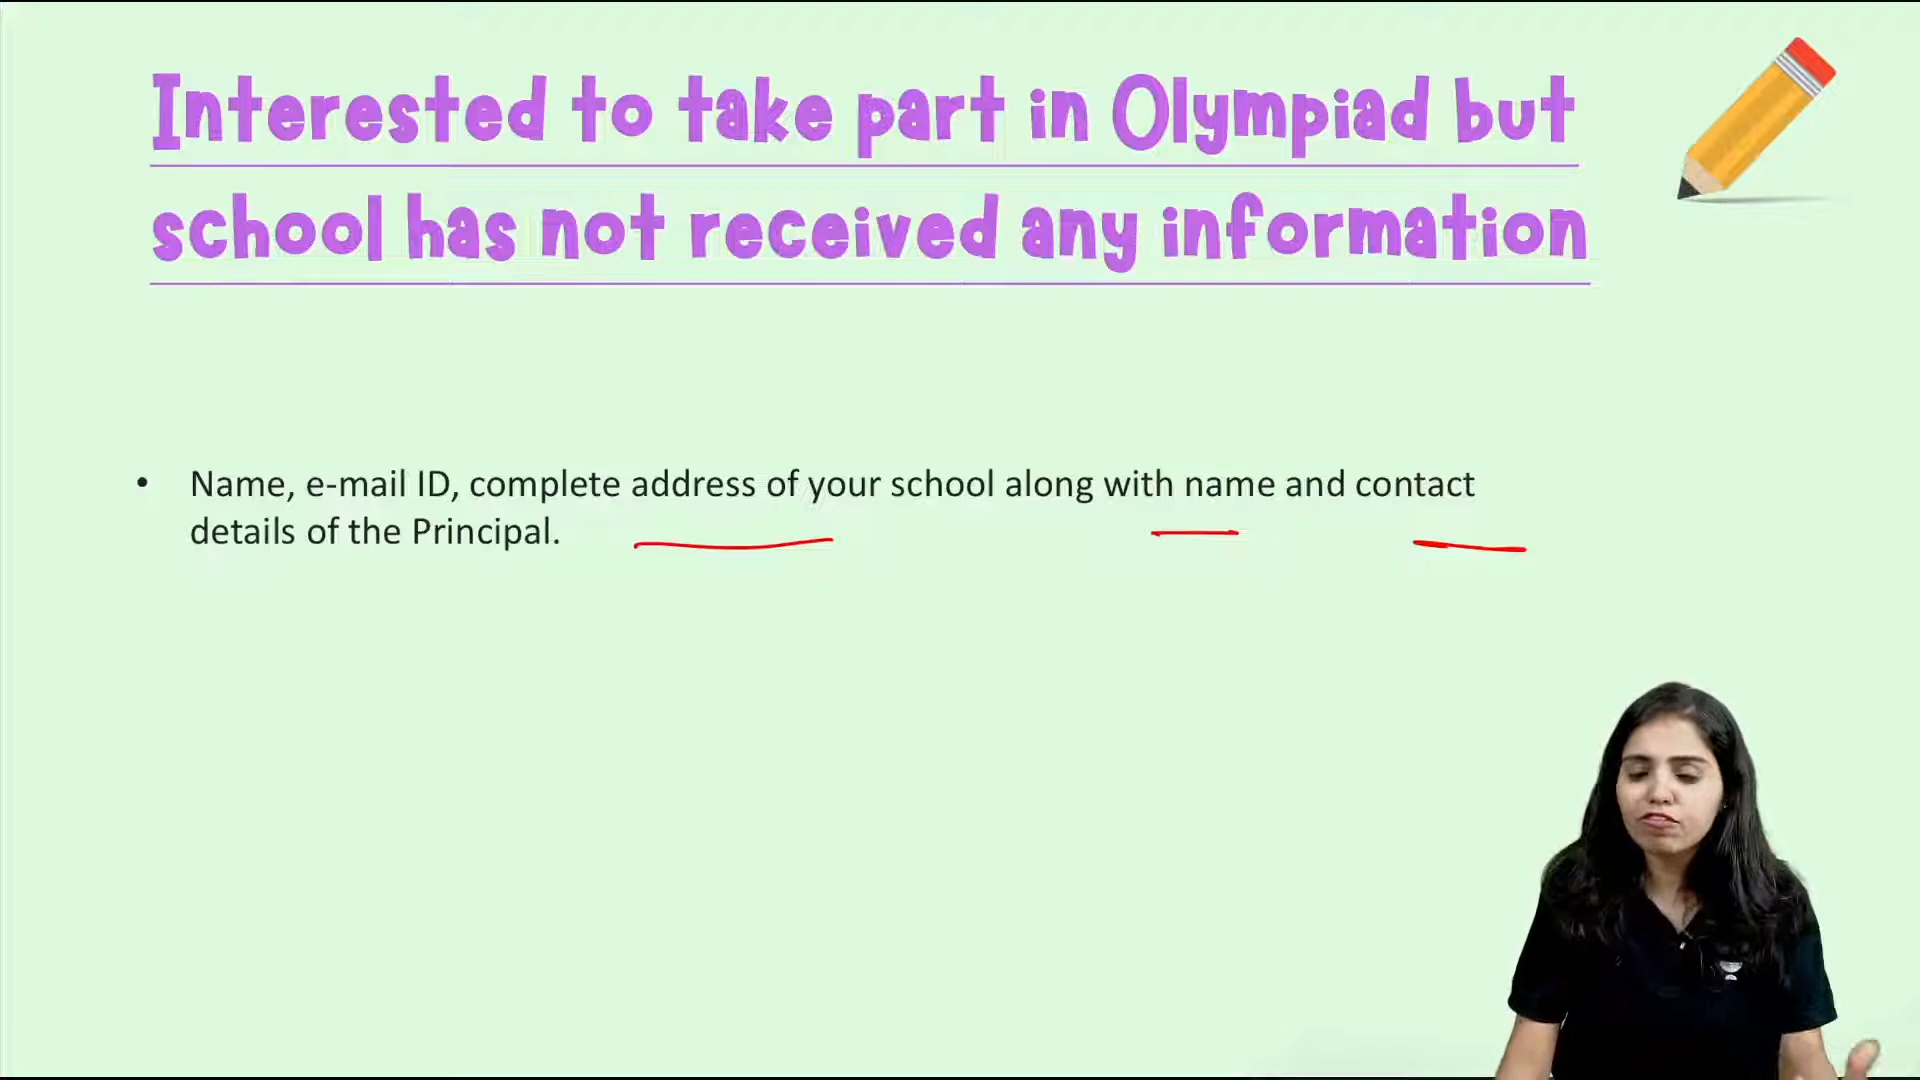 Interested to take part in Olympiad but
school has not received any information
• Name, e-mail ID, complete address of your school along with name and contact
details of the Principal.